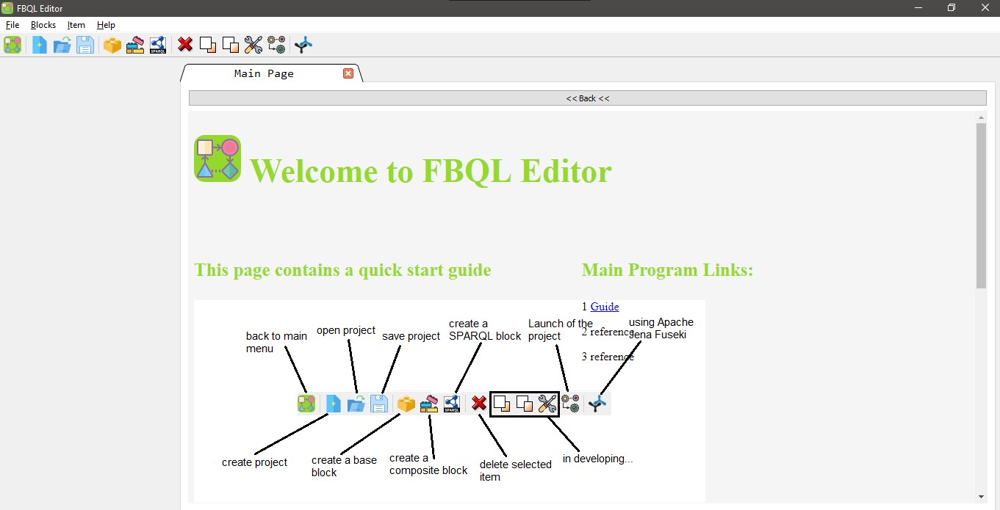 FBQL Editor
File Blocks Item Help
SPARQL
Main Page
<< Back <<
Welcome to FBQL Editor
This page contains a quick start guide
Main Program Links:
1 Guide
2 reference
3 reference
back to main
menu
open project
save project
create a
SPARQL block
Launch of the
project
using Apache
Jena Fuseki
SPARQL
create project
create a base
block
create a
composite block
delete selected
item
in developing...